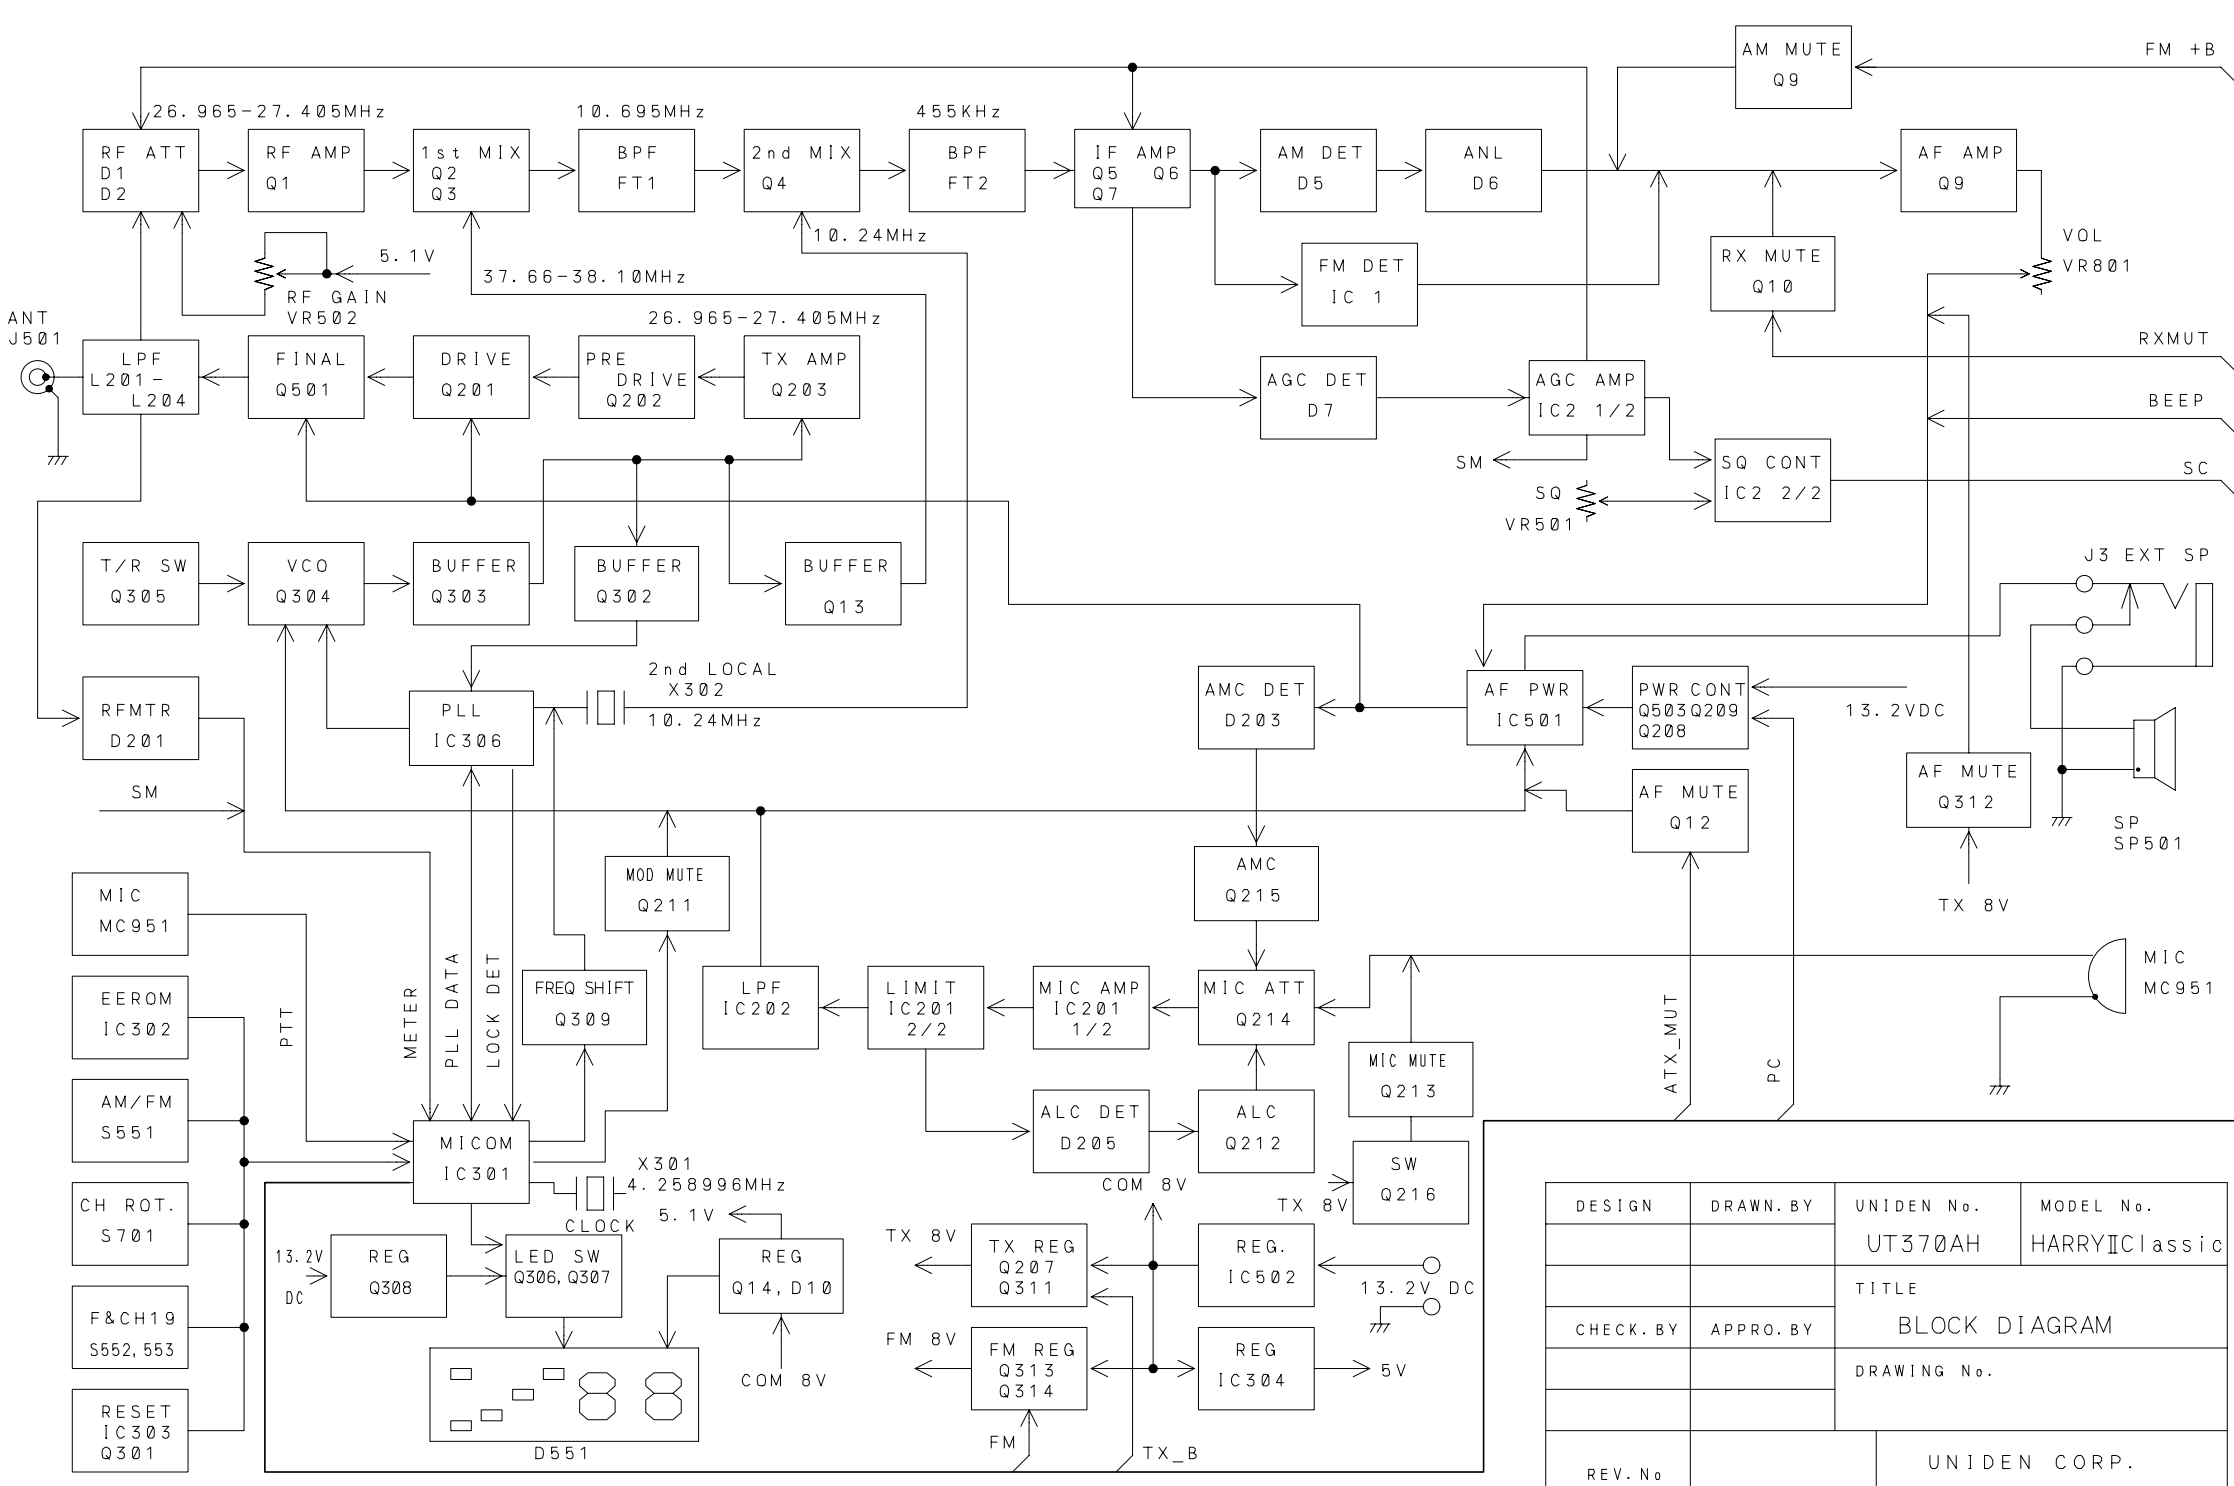 AM MUTE
Q9
FM +B
26.965-27.405MHz
10.695MHz
455KHz
RF ATT
D1
D2
RF AMP
Q1
1st MIX
Q2
Q3
BPF
FT1
2nd MIX
Q4
BPF
FT2
IF AMP
Q5 Q6
Q7
AM DET
D5
ANL
D6
AF AMP
Q9
10.24MHz
5.1V
37.66-38.10MHz
RF GAIN
VR502
FM DET
IC 1
RX MUTE
Q10
VOL
VR801
ANT
J501
26.965-27.405MHz
RXMUT
LPF
L201-
L204
FINAL
Q501
DRIVE
Q201
PRE
DRIVE
Q202
TX AMP
Q203
AGC DET
D7
AGC AMP
IC2 1/2
BEEP
SM
SQ CONT
IC2 2/2
SC
SQ
VR501
T/R SW
Q305
VCO
Q304
BUFFER
Q303
BUFFER
Q302
BUFFER
Q13
J3 EXT SP
2nd LOCAL
X302
10.24MHz
RFMTR
D201
PLL
IC306
AMC DET
D203
AF PWR
IC501
PWR CONT
Q503Q209
Q208
13.2VDC
SM
AF MUTE
Q12
AF MUTE
Q312
SP
SP501
TX 8V
MOD MUTE
Q211
AMC
Q215
MIC
MC951
EEROM
IC302
PTT
METER
PLL DATA
LOCK DET
FREQ SHIFT
Q309
LPF
IC202
LIMIT
IC201
2/2
MIC AMP
IC201
1/2
MIC ATT
Q214
MIC MUTE
Q213
ATX_MUT
PC
MIC
MC951
AM/FM
S551
MICOM
IC301
ALC DET
D205
ALC
Q212
SW
Q216
TX 8V
X301
4.258996MHz
CLOCK
CH ROT.
S701
13.2V
DC
REG
Q308
LED SW
Q306,Q307
5.1V
REG
Q14,D10
COM 8V
TX 8V
TX REG
Q207
Q311
COM 8V
REG.
IC502
13.2V DC
F&CH19
S552,553
FM 8V
FM REG
Q313
Q314
REG
IC304
5V
RESET
IC303
Q301
D551
FM
TX_B
DESIGN
DRAWN.BY
UNIDEN No.
MODEL No.
UT370AH
HARRYⅡClassic
TITLE
BLOCK DIAGRAM
CHECK.BY
APPRO.BY
DRAWING No.
UNIDEN CORP.
REV.No